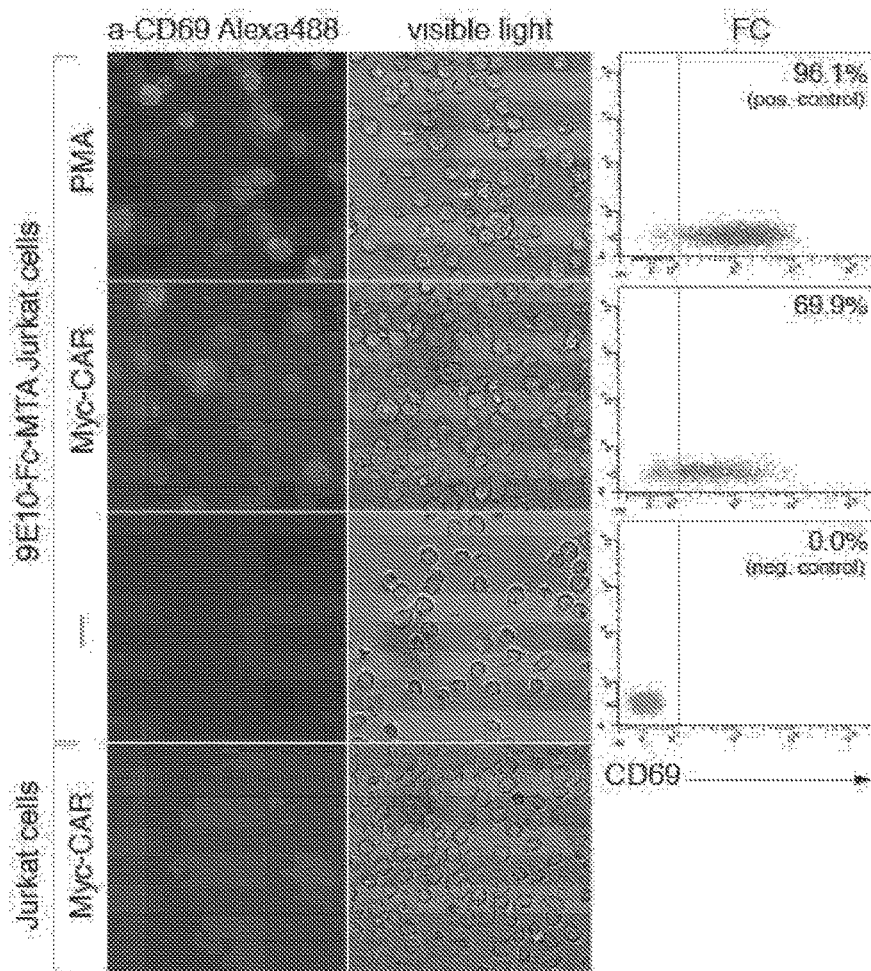 a-CD69 Alexa488 visible light FC
9E10-Fc-MTA Jurkat cells
PMA
96.1%
(pos. control)
Myc-CAR
69.9%
—
0.0%
(neg. control)
CD69
Jurkat cells
Myc-CAR